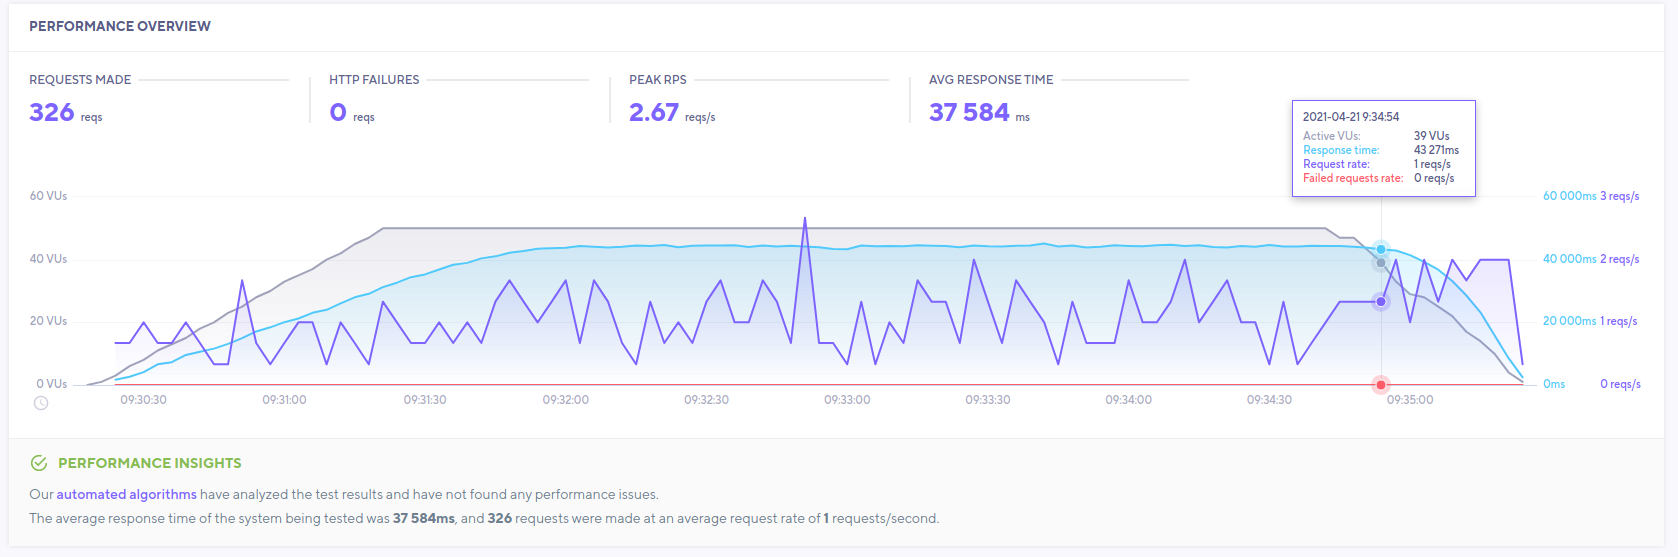 PERFORMANCE OVERVIEW
REQUESTS MADE
326 reqs
HTTP FAILURES
0 reqs
PEAK RPS
2.67 reqs/s
AVG RESPONSE TIME
37 584 ms
2021-04-21 9:34:54
Active VUs: 39 VUs
Response time: 43 271ms
Request rate: 1 reqs/s
Failed requests rate: 0 reqs/s
60 VUs 60 000ms 3 reqs/s
40 VUs 40 000ms 2 reqs/s
20 VUs 20 000ms 1 reqs/s
0 VUs 0ms 0 reqs/s
09:30:30 09:31:00 09:31:30 09:32:00 09:32:30 09:33:00 09:33:30 09:34:00 09:34:30 09:35:00
PERFORMANCE INSIGHTS
Our automated algorithms have analyzed the test results and have not found any performance issues.
The average response time of the system being tested was 37 584ms, and 326 requests were made at an average request rate of 1 requests/second.